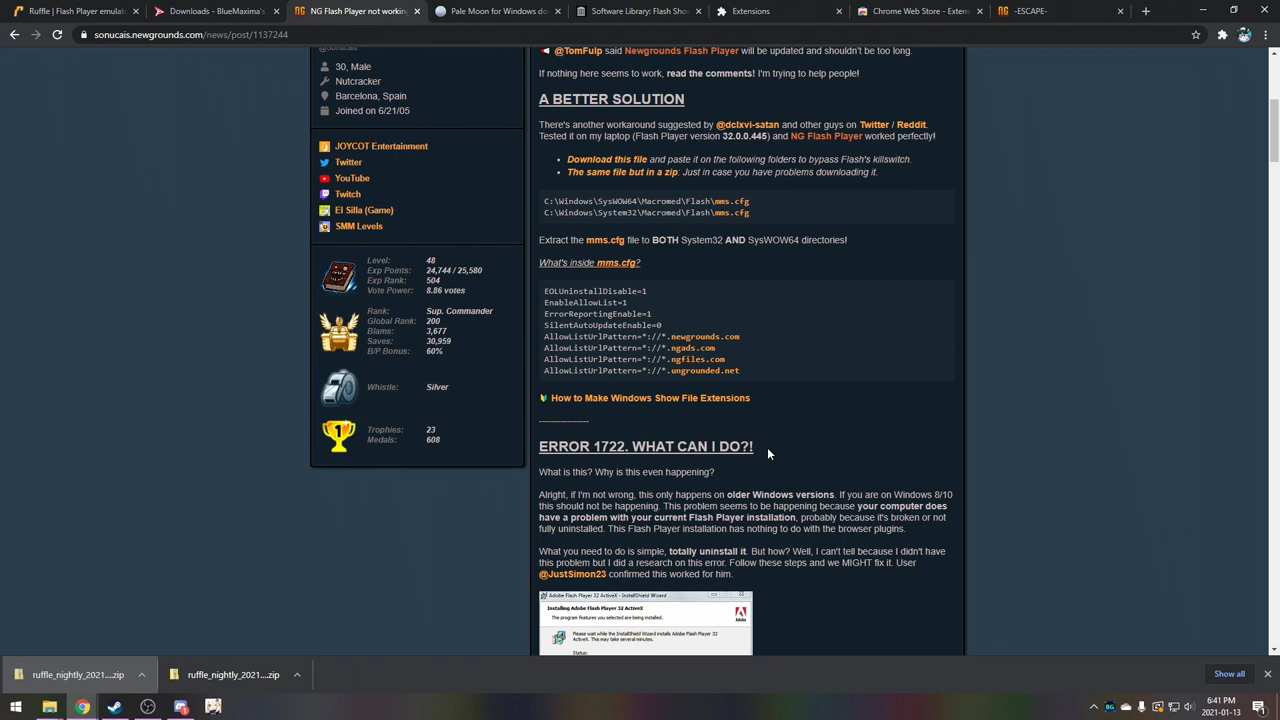 Ruffle | Flash Emulator for
Downloads - BlueMaxima's
NG Player working
Pale Moon for Windows
Chrome Web Store - Exten
-ESCAPE-
sonucais.newgrounds.com/news/post/1137244
@Sonucais
30, Male
Nutcracker
Barcelona, Spain
Joined on 6/21/05
JOYCOT Entertainment
Twitter
YouTube
Twitch
El Silla (Game)
SMM Levels
Level: 48
Exp Points: 24,744 / 25,580
Exp Rank: 504
Vote Power: 8.86 votes
Rank: Sup. Commander
Global Rank: 200
Blams: 3,677
Saves: 30,959
B/P Bonus: 60%
Whistle: Silver
Trophies: 23
Medals: 608
@TomFulp said Newgrounds Flash Player will be updated and shouldn't be too long.
If nothing here seems to work, read the comments! I'm trying to help people!
A BETTER SOLUTION
There's another workaround suggested by @dclxvi-satan and other guys on Twitter / Reddit.
Tested it on my laptop (Flash Player version 32.0.0.445) and NG Flash Player worked perfectly!
• Download this file and paste it on the following folders to bypass Flash's killswitch.
• The same file but in a zip: Just in case you have problems downloading it.
C:\Windows\SysWOW64\Macromed\Flash\mms.cfg
C:\Windows\System32\Macromed\Flash\mms.cfg
Extract the mms.cfg file to BOTH System32 AND SysWOW64 directories!
What's inside mms.cfg?
EOLUninstallDisable=1
EnableAllowList=1
ErrorReportingEnable=1
SilentAutoUpdateEnable=0
AllowListUrlPattern=*://*.newgrounds.com
AllowListUrlPattern=*://*.ngads.com
AllowListUrlPattern=*://*.ngfiles.com
AllowListUrlPattern=*://*.ungrounded.net
How to Make Windows Show File Extensions
----------------
ERROR 1722. WHAT CAN I DO?!
What is this? Why is this even happening?
Alright, if I'm not wrong, this only happens on older Windows versions. If you are on Windows 8/10
this should not be happening. This problem seems to be happening because your computer does
have a problem with your current Flash Player installation, probably because it's broken or not
fully uninstalled. This Flash Player installation has nothing to do with the browser plugins.
What you need to do is simple, totally uninstall it. But how? Well, I can't tell because I didn't have
this problem but I did a research on this error. Follow these steps and we MIGHT fix it. User
@JustSimon23 confirmed this worked for him.
Adobe Flash Player 32 ActiveX - InstallShield Wizard
Installing Adobe Flash Player 32 ActiveX
The program features you selected are being installed.
Adobe
Please wait while the InstallShield Wizard installs Adobe Flash Player 32
ActiveX. This may take several minutes.
Status:
ruffle_nightly_2021....zip
ruffle_nightly_2021....zip
Show all
6:41 PM
2021-01-13